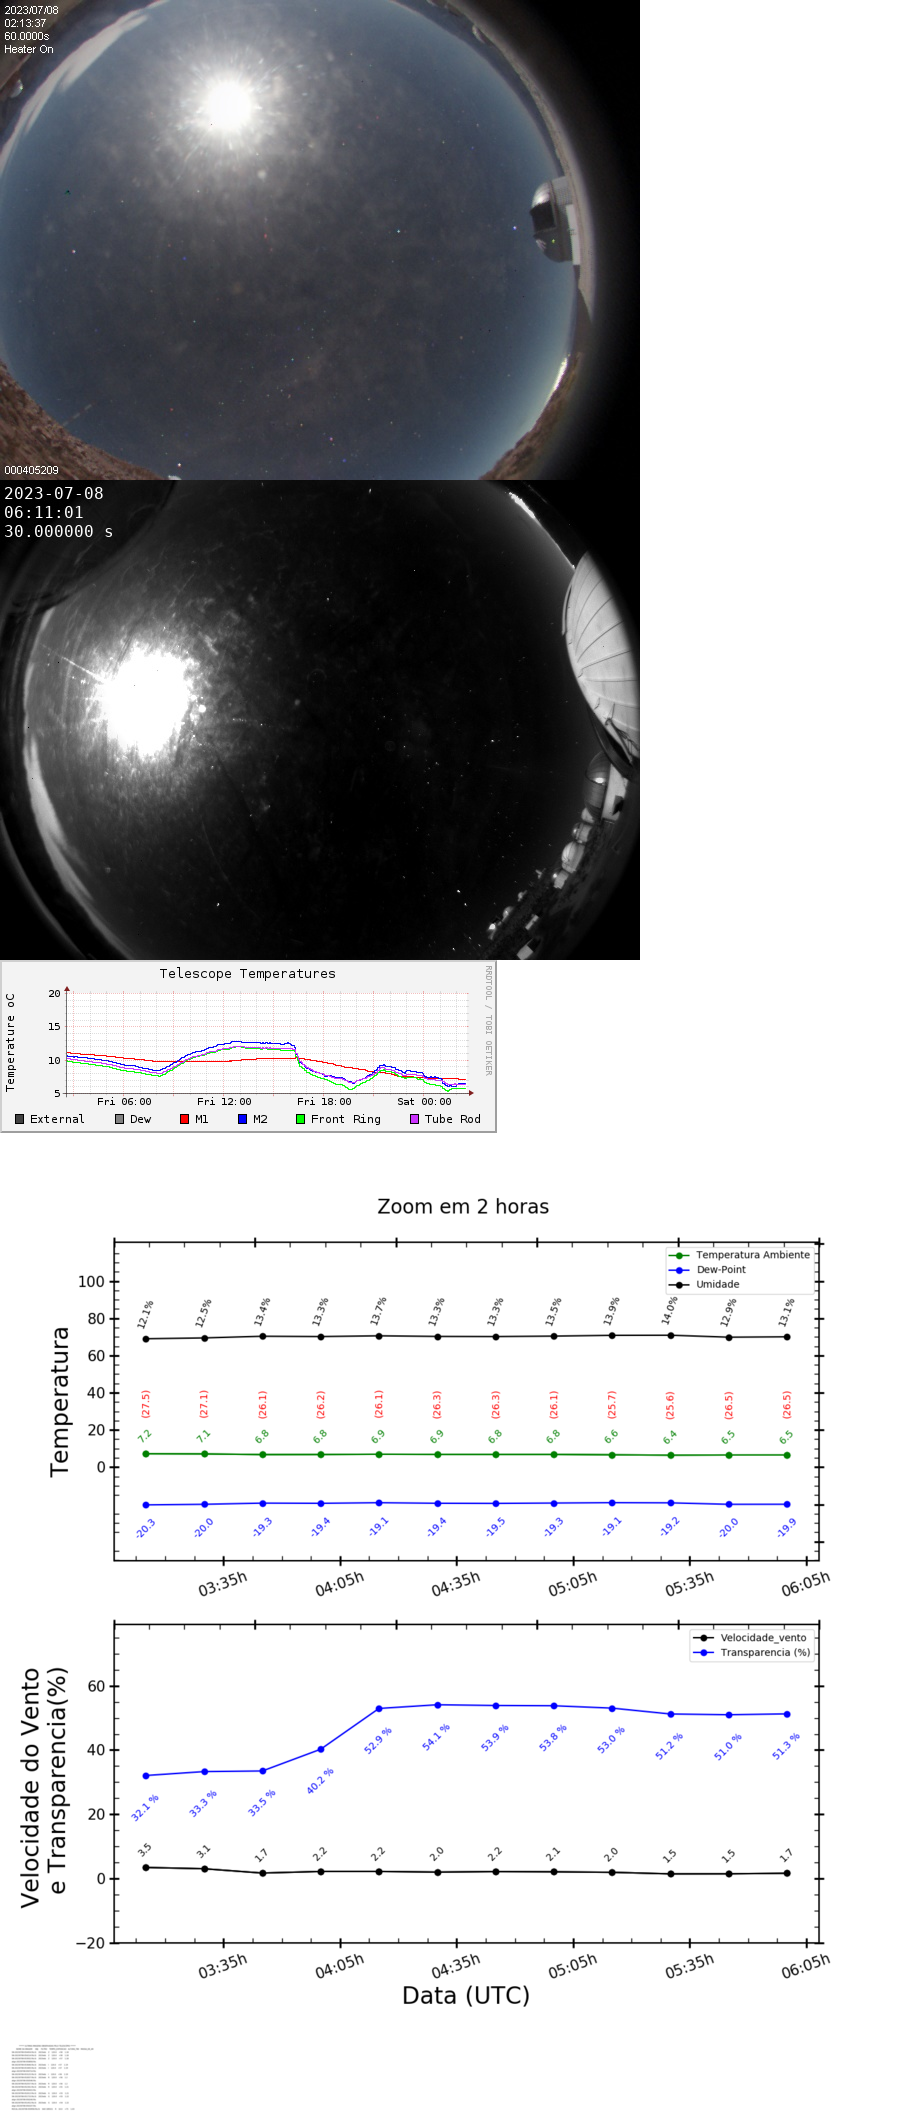 2023/07/08
02:13:37
60.0000s
Heater On
000405209
2023-07-08
06:11:01
30.000000 s
Telescope Temperatures
RRDTOOL / TOBI OETIKER
Temperature oC
20
15
10
5
Fri 06:00 Fri 12:00 Fri 18:00 Sat 00:00
External Dew M1 M2 Front Ring Tube Rod
Zoom em 2 horas
Temperatura
100
80
60
40
20
0
Temperatura Ambiente
Dew-Point
Umidade
12.1% 12.5% 13.4% 13.3% 13.7% 13.3% 13.3% 13.5% 13.9% 14.0% 12.9% 13.1%
(27.5) (27.1) (26.1) (26.2) (26.1) (26.3) (26.3) (26.1) (25.7) (25.6) (26.5) (26.5)
7.2 7.1 6.8 6.8 6.9 6.9 6.8 6.8 6.6 6.4 6.5 6.5
-20.3 -20.0 -19.3 -19.4 -19.1 -19.4 -19.5 -19.3 -19.1 -19.2 -20.0 -19.9
03:35h 04:05h 04:35h 05:05h 05:35h 06:05h
Velocidade do Vento
e Transparencia(%)
60
40
20
0
−20
Velocidade_vento
Transparencia (%)
32.1 % 33.3 % 33.5 % 40.2 % 52.9 % 54.1 % 53.9 % 53.8 % 53.0 % 51.2 % 51.0 % 51.3 %
3.5 3.1 1.7 2.2 2.2 2.0 2.2 2.1 2.0 1.5 1.5 1.7
03:35h 04:05h 04:35h 05:05h 05:35h 06:05h
Data (UTC)